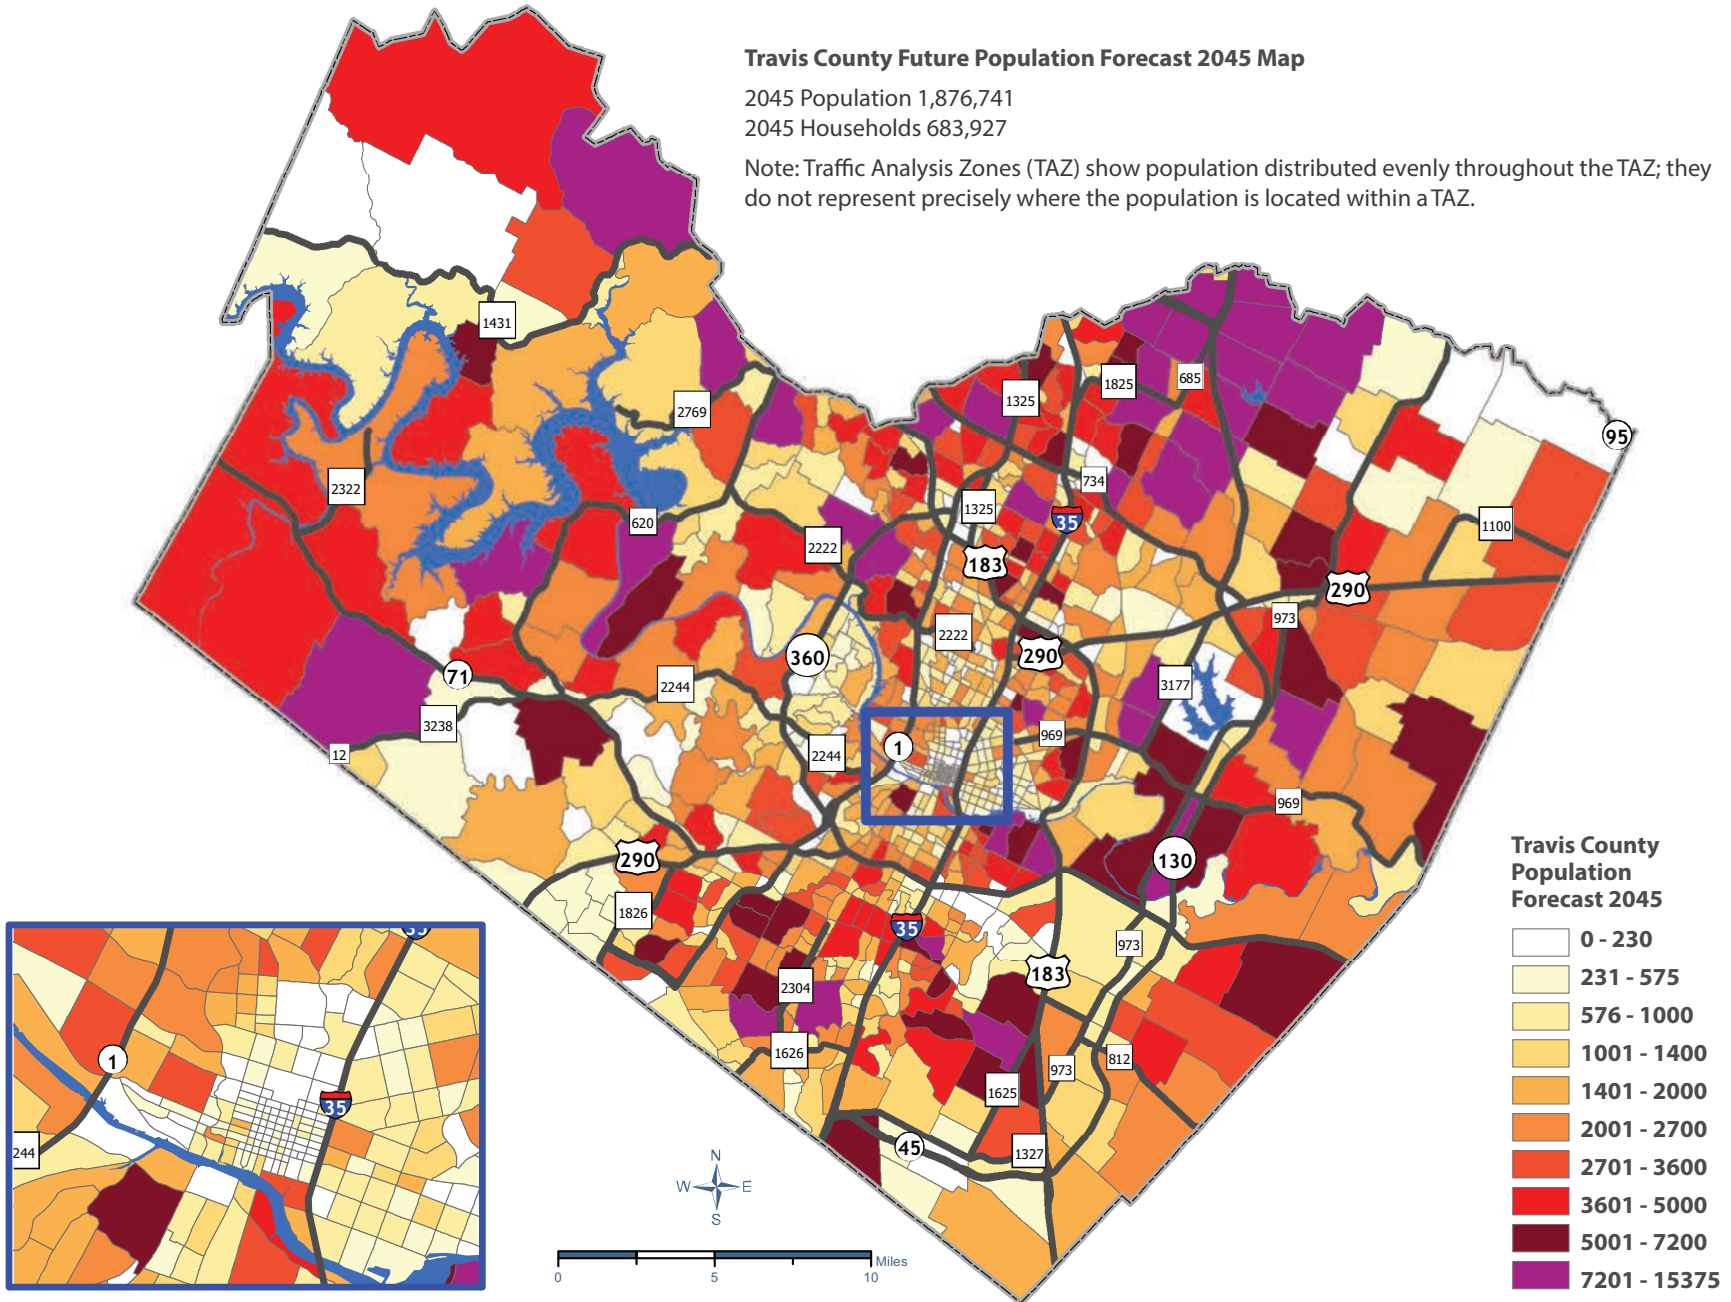 Travis County Future Population Forecast 2045 Map
2045 Population 1,876,741
2045 Households 683,927
Note: Traffic Analysis Zones (TAZ) show population distributed evenly throughout the TAZ; they
do not represent precisely where the population is located within a TAZ.
1431
2769
1325
1825
685
95
2322
734
620
1325
35
1100
2222
183
290
973
2222
360
290
71
2244
3177
3238
12
2244
1
969
969
290
130
1826
35
973
183
2304
1626
812
973
1625
45
1327
35
1
35
244
N
W E
S
0 5 10 Miles
Travis County
Population
Forecast 2045
0 - 230
231 - 575
576 - 1000
1001 - 1400
1401 - 2000
2001 - 2700
2701 - 3600
3601 - 5000
5001 - 7200
7201 - 15375